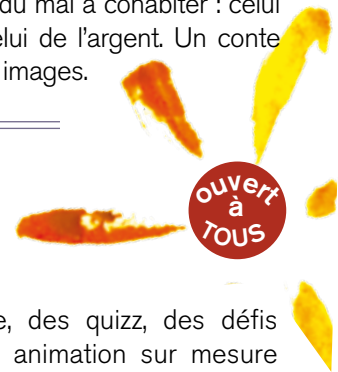 du mal à cohabiter : celui
elui de l'argent. Un conte
images.
ouvert
à
TOUS
e, des quizz, des défis
animation sur mesure